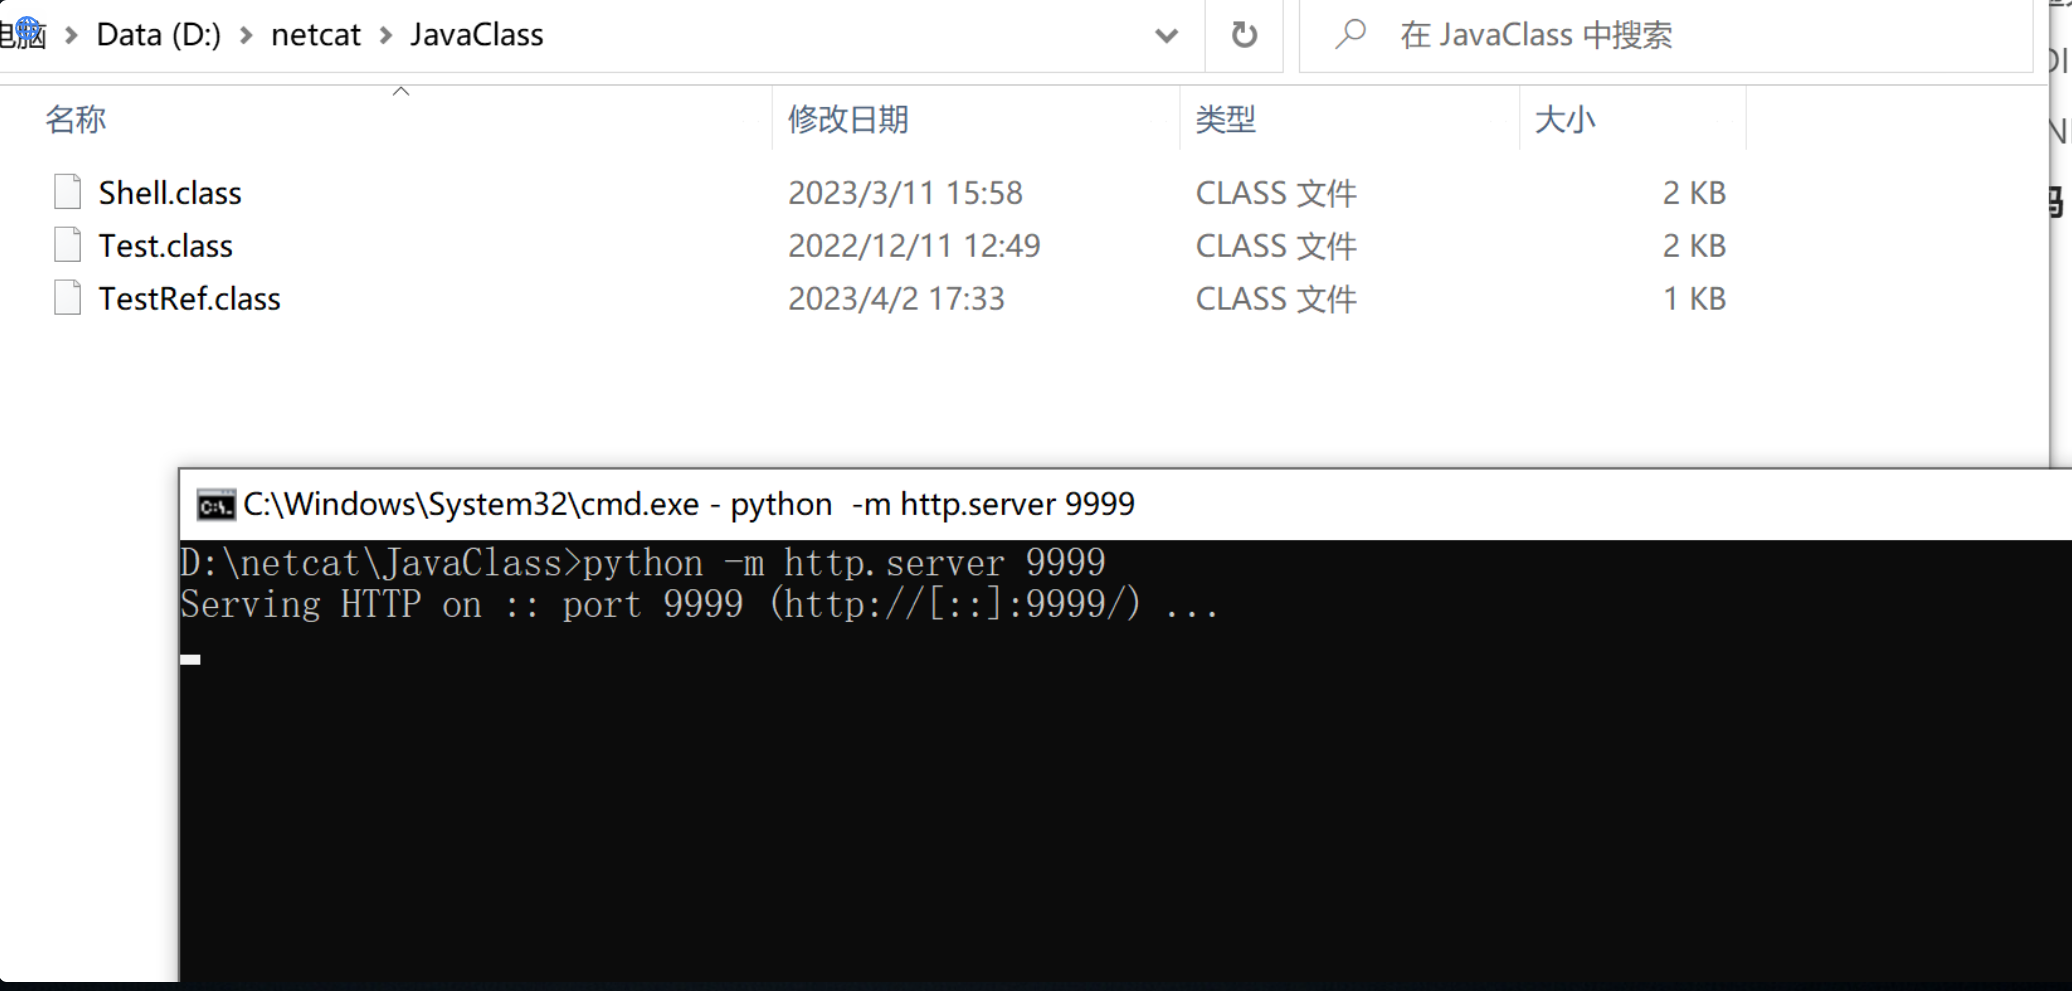 电脑 > Data (D:) > netcat > JavaClass
在 JavaClass 中搜索
名称 修改日期 类型 大小
Shell.class 2023/3/11 15:58 CLASS 文件 2 KB
Test.class 2022/12/11 12:49 CLASS 文件 2 KB
TestRef.class 2023/4/2 17:33 CLASS 文件 1 KB
C:\Windows\System32\cmd.exe - python  -m http.server 9999
D:\netcat\JavaClass>python -m http.server 9999
Serving HTTP on :: port 9999 (http://[::]:9999/) ...